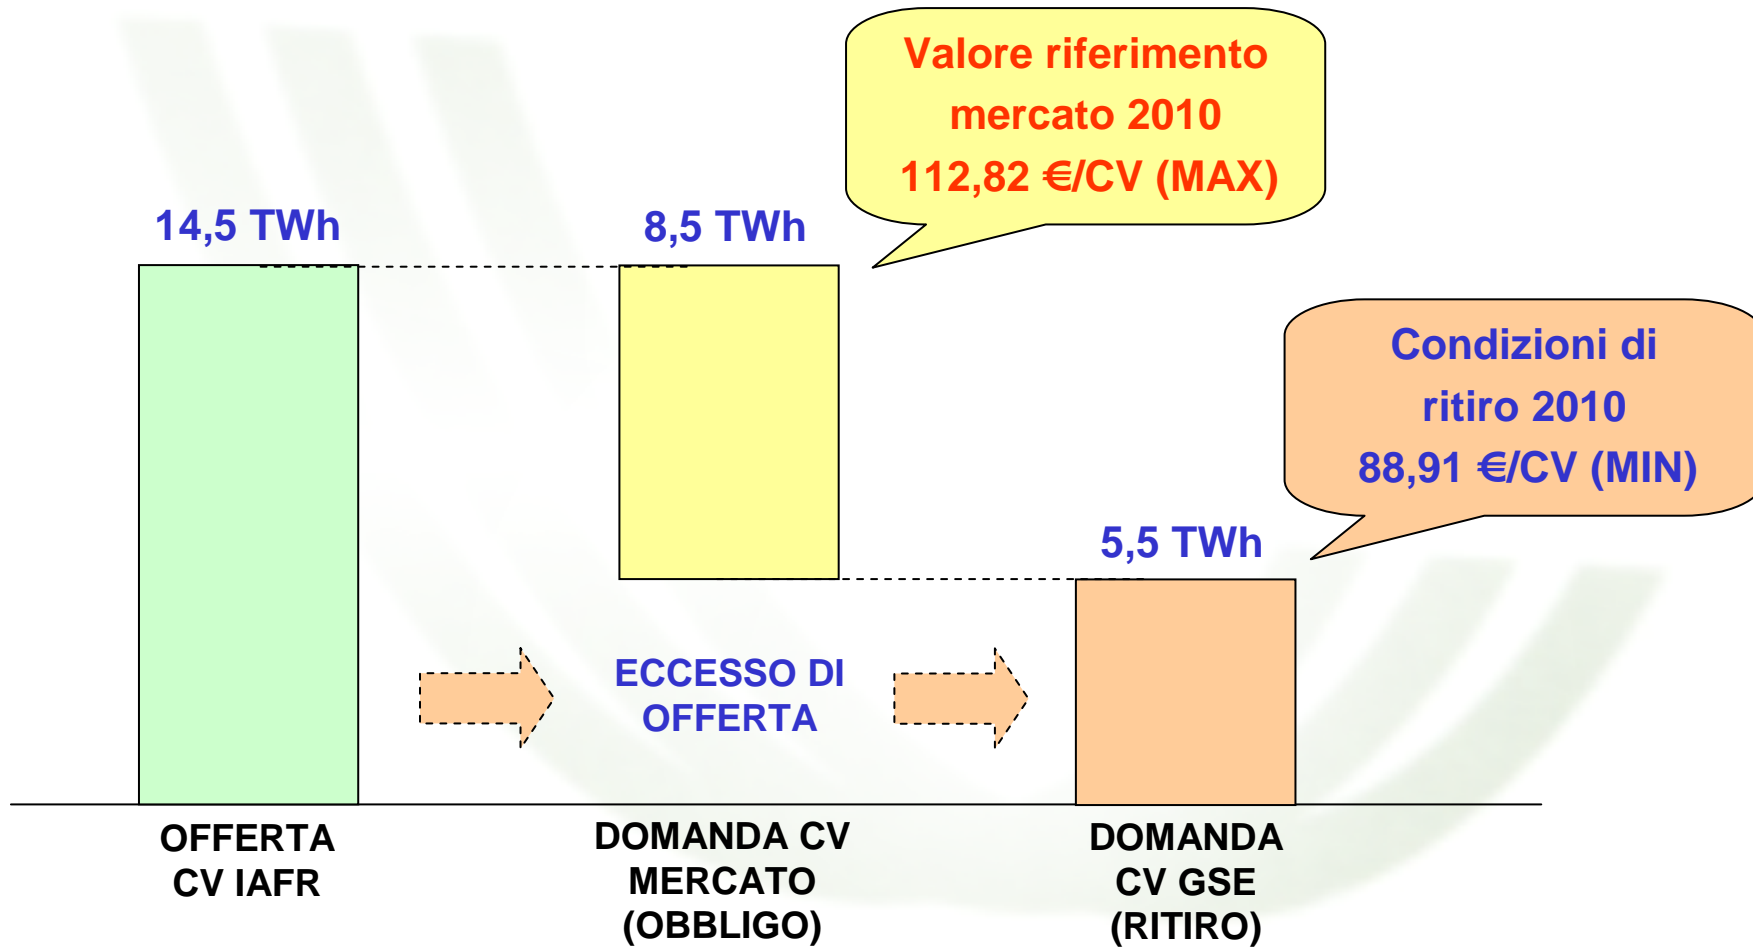 Valore riferimento
mercato 2010
112,82 €/CV (MAX)
14,5 TWh
8,5 TWh
Condizioni di
ritiro 2010
88,91 €/CV (MIN)
5,5 TWh
ECCESSO DI
OFFERTA
OFFERTA
CV IAFR
DOMANDA CV
MERCATO
(OBBLIGO)
DOMANDA
CV GSE
(RITIRO)